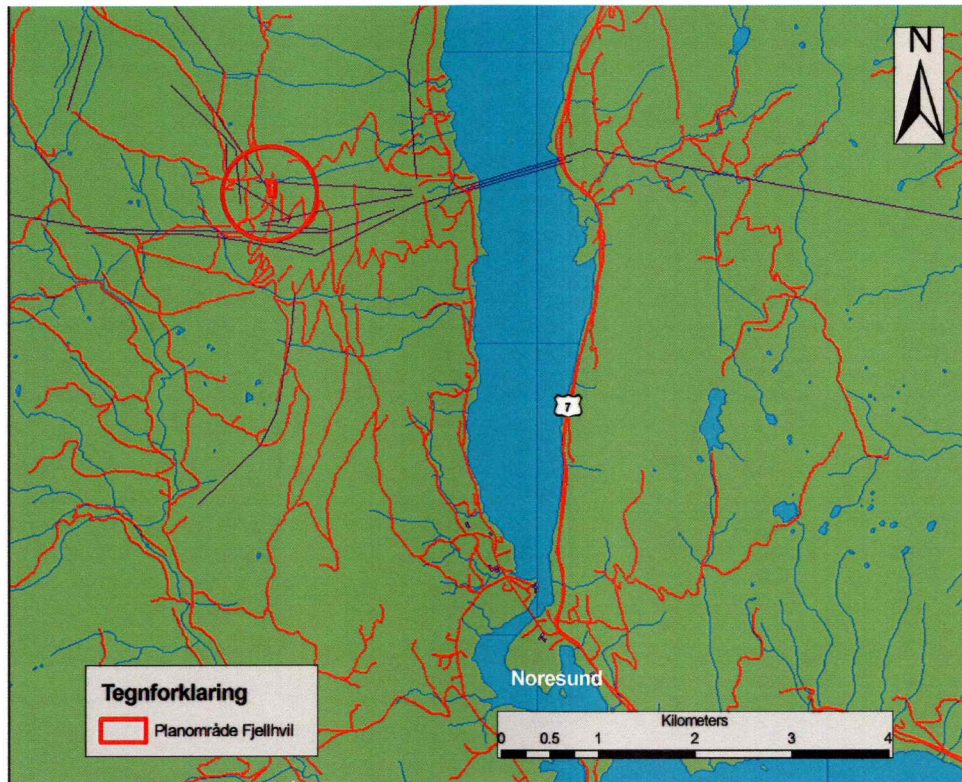 N
7
Noresund
Tegnforklaring
Planområde Fjellhvil
Kilometers
0 0.5 1 2 3 4